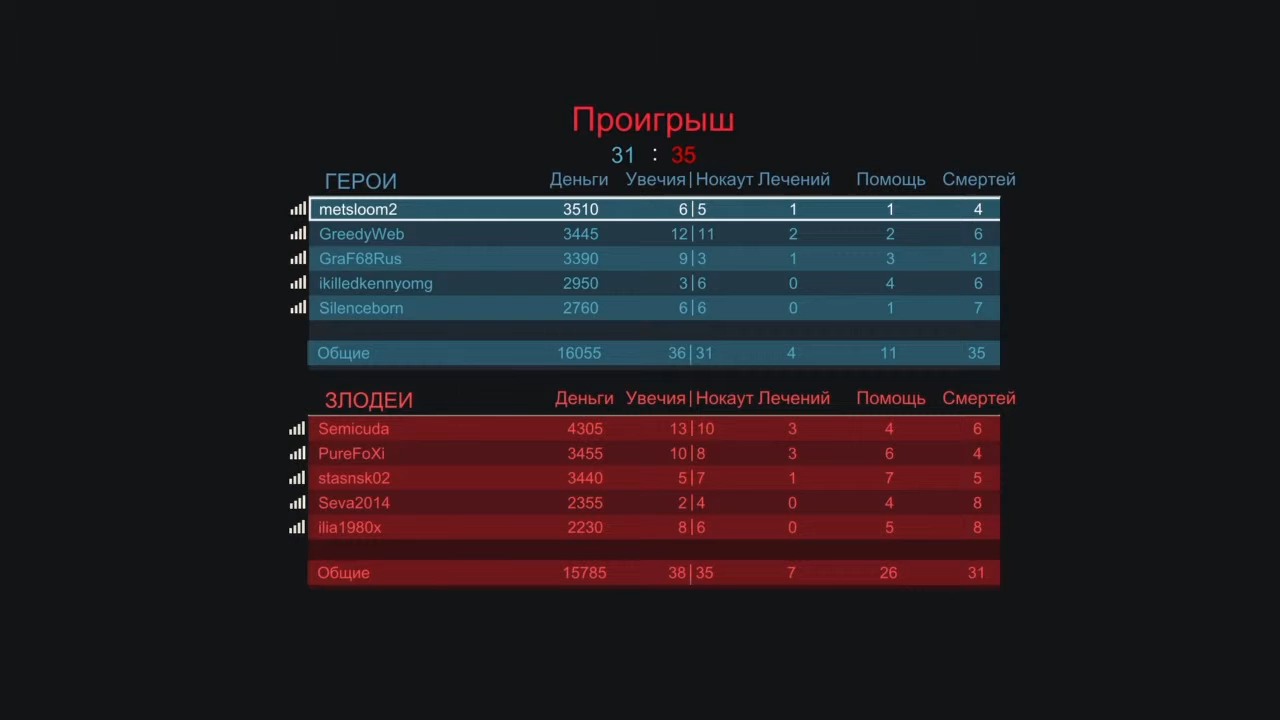 Проигрыш
31 : 35
ГЕРОИ Деньги Увечия|Нокаут Лечений Помощь Смертей
metsloom2 3510 6|5 1 1 4
GreedyWeb 3445 12|11 2 2 6
GraF68Rus 3390 9|3 1 3 12
ikilledkennyomg 2950 3|6 0 4 6
Silenceborn 2760 6|6 0 1 7
Общие 16055 36|31 4 11 35
ЗЛОДЕИ Деньги Увечия|Нокаут Лечений Помощь Смертей
Semicuda 4305 13|10 3 4 6
PureFoXi 3455 10|8 3 6 4
stasnsk02 3440 5|7 1 7 5
Seva2014 2355 2|4 0 4 8
ilia1980x 2230 8|6 0 5 8
Общие 15785 38|35 7 26 31